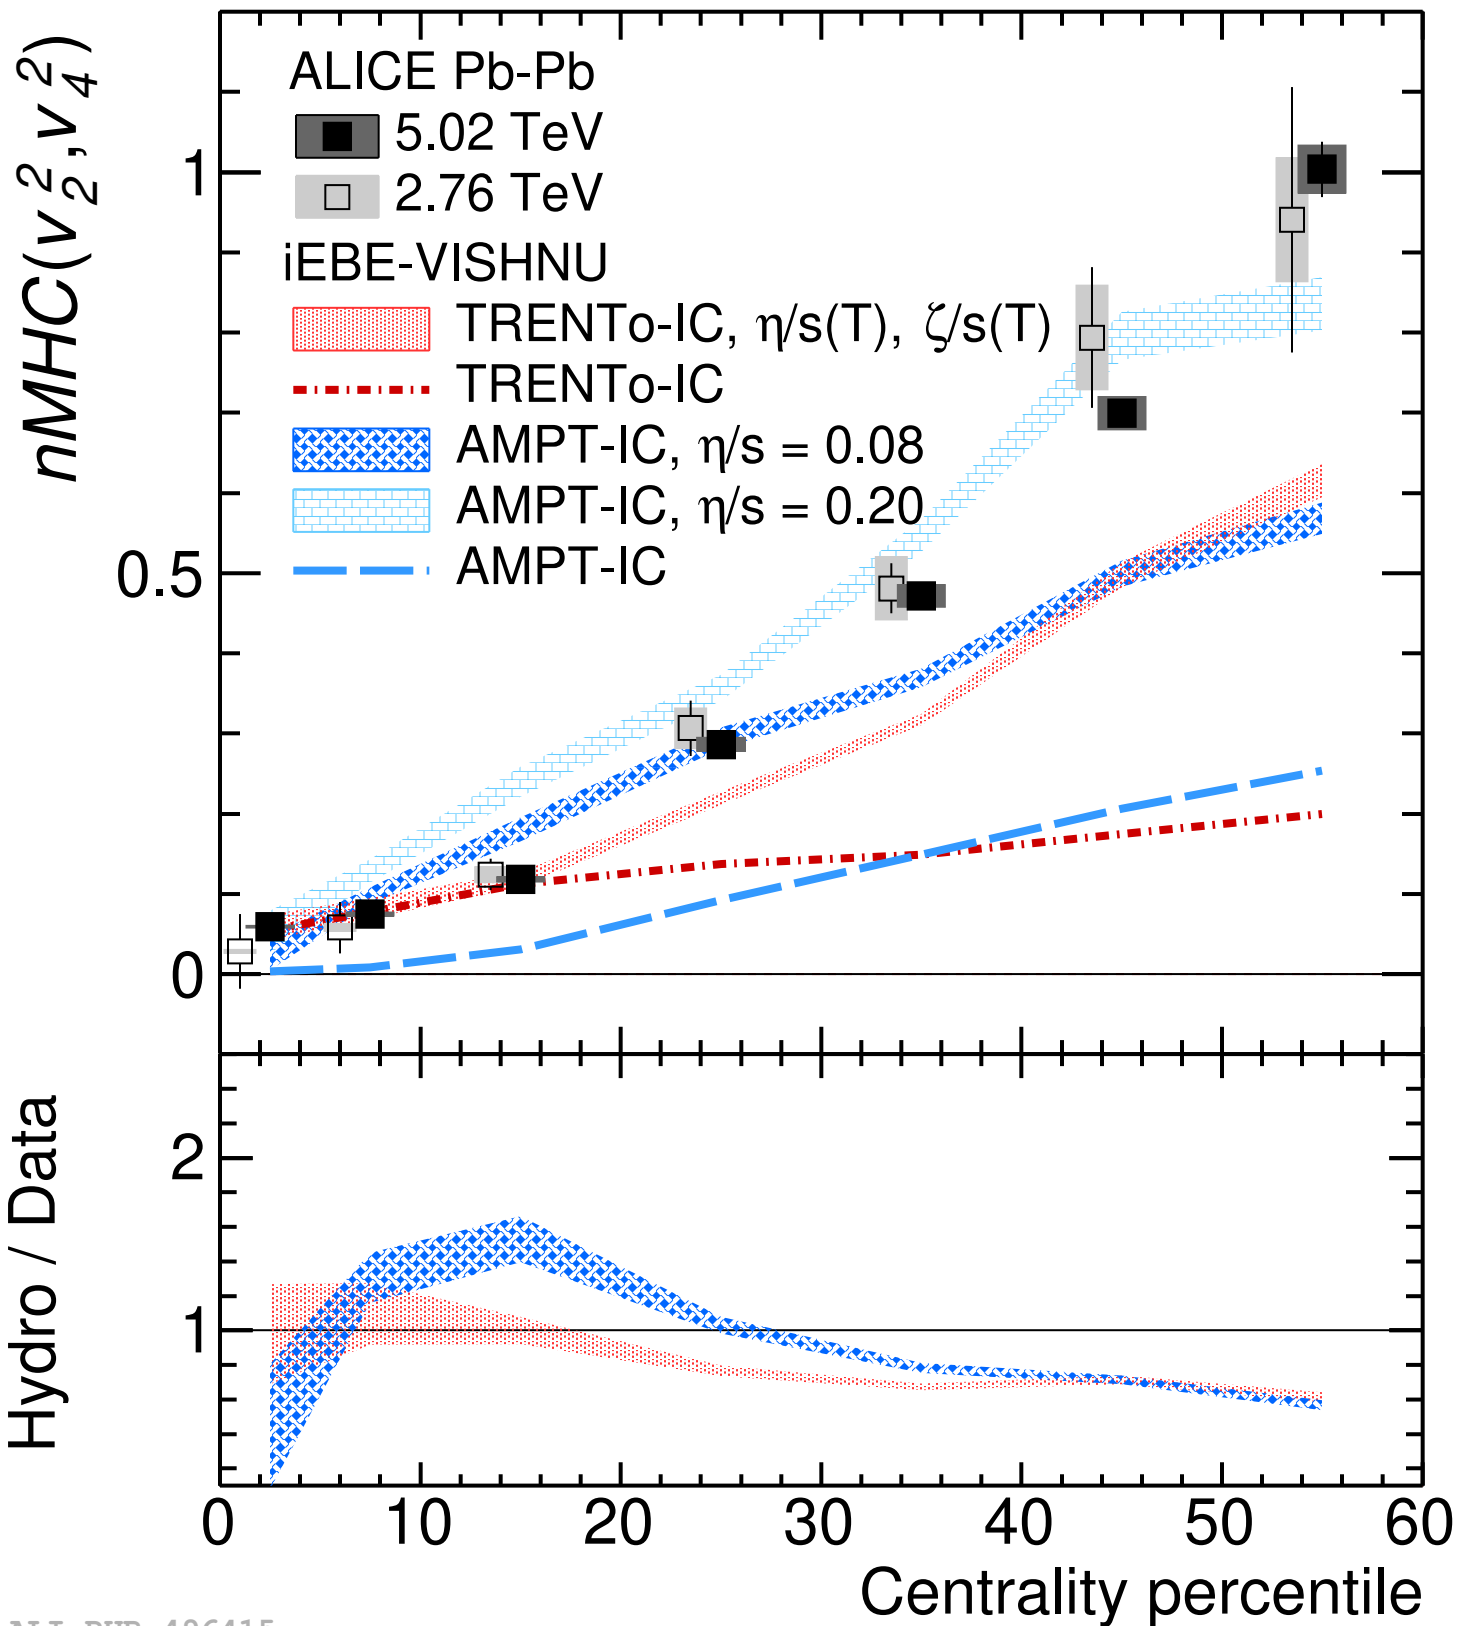 nMHC(v₂²,v₄²)
ALICE Pb-Pb
5.02 TeV
2.76 TeV
iEBE-VISHNU
TRENTo-IC, η/s(T), ζ/s(T)
TRENTo-IC
AMPT-IC, η/s = 0.08
AMPT-IC, η/s = 0.20
AMPT-IC
1
0.5
0
Hydro / Data
2
1
0 10 20 30 40 50 60
Centrality percentile